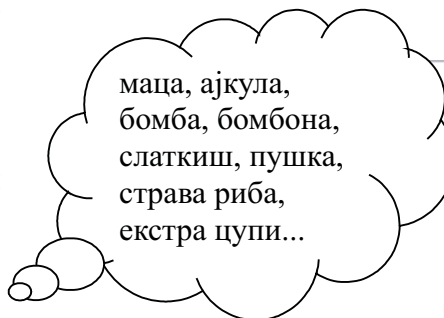 маца, ајкула,
бомба, бомбона,
слаткиш, пушка,
страва риба,
екстра цупи...